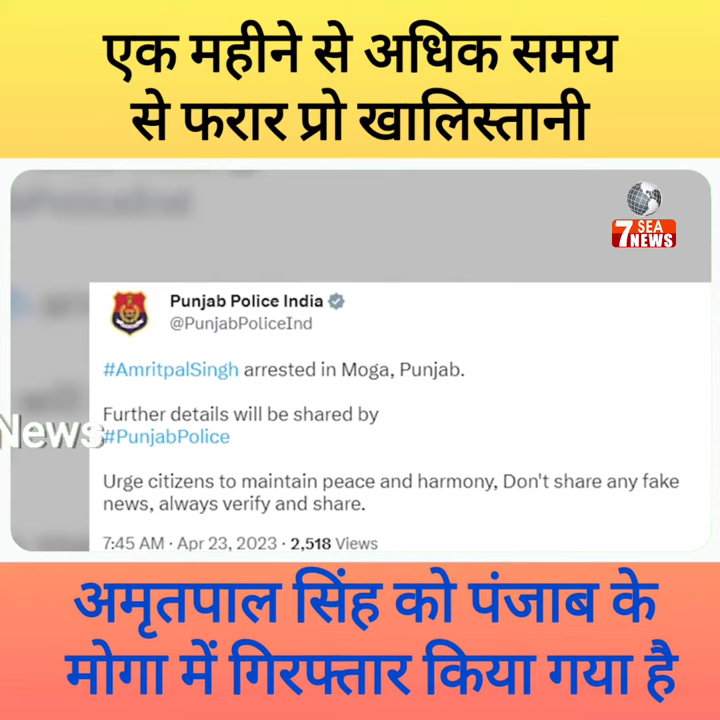 एक महीने से अधिक समय
से फरार प्रो खालिस्तानी
7 SEA
NEWS
Punjab Police India
@PunjabPoliceInd
#AmritpalSingh arrested in Moga, Punjab.
Further details will be shared by
News
#PunjabPolice
Urge citizens to maintain peace and harmony, Don't share any fake
news, always verify and share.
7:45 AM · Apr 23, 2023 · 2,518 Views
अमृतपाल सिंह को पंजाब के
मोगा में गिरफ्तार किया गया है